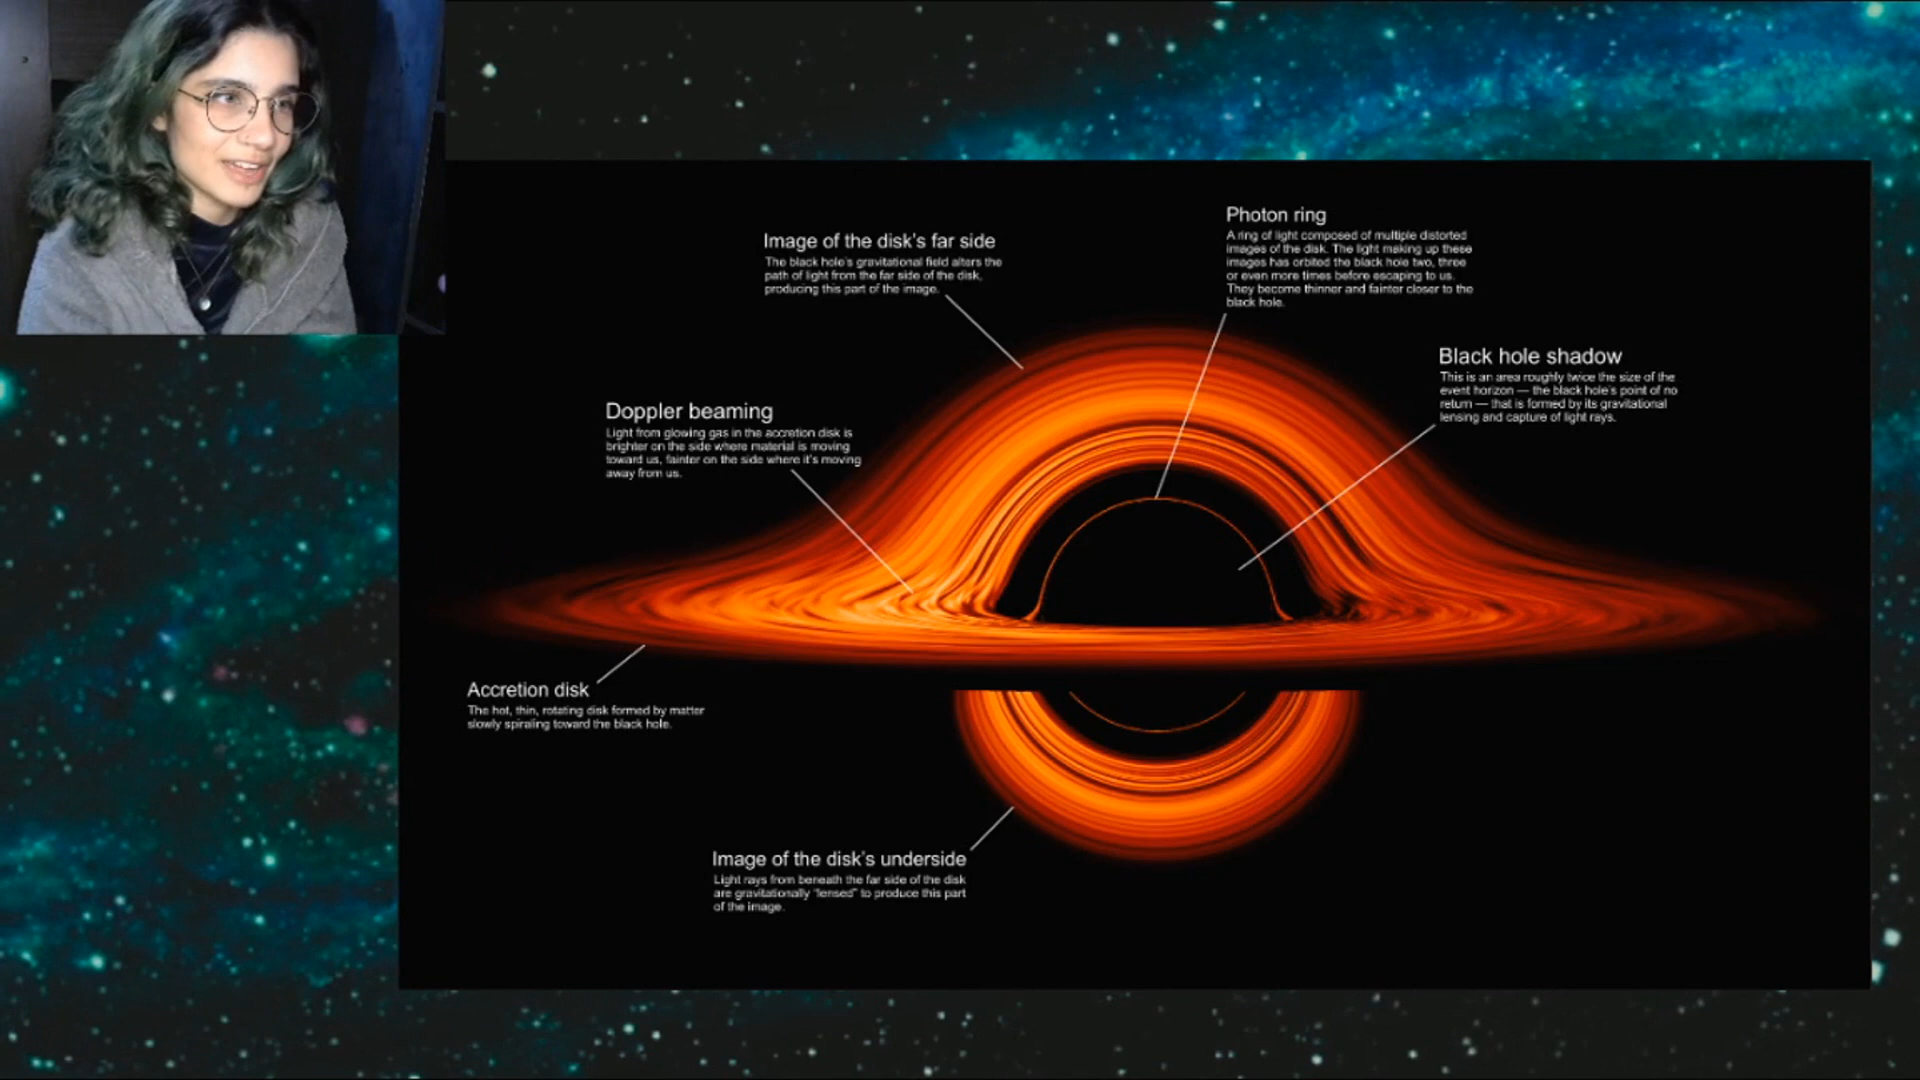 Image of the disk's far side
The black hole's gravitational field alters the
path of light from the far side of the disk,
producing this part of the image.
Photon ring
A ring of light composed of multiple distorted
images of the disk. The light making up these
images has orbited the black hole two, three
or even more times before escaping to us.
They become thinner and fainter closer to the
black hole.
Black hole shadow
This is an area roughly twice the size of the
event horizon — the black hole's point of no
return — that is formed by its gravitational
lensing and capture of light rays.
Doppler beaming
Light from glowing gas in the accretion disk is
brighter on the side where material is moving
toward us, fainter on the side where it's moving
away from us.
Accretion disk
The hot, thin, rotating disk formed by matter
slowly spiraling toward the black hole.
Image of the disk's underside
Light rays from beneath the far side of the disk
are gravitationally "lensed" to produce this part
of the image.